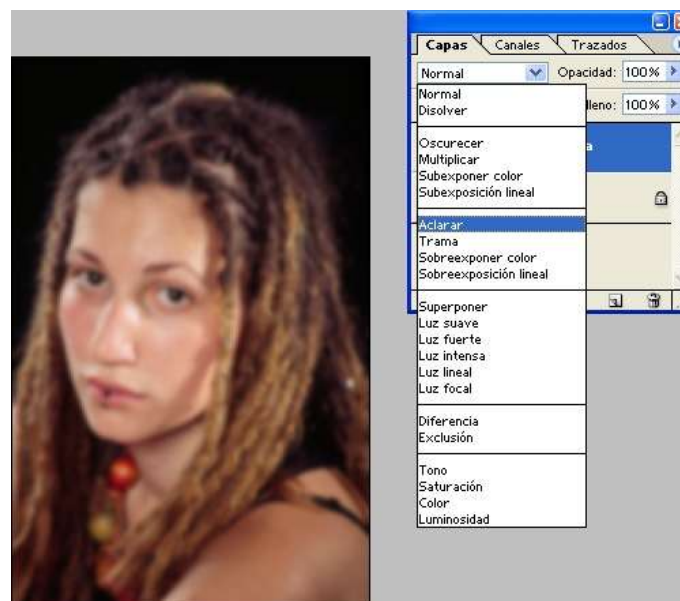 Capas Canales Trazados
Normal Opacidad: 100%
Normal
lleno: 100%
Disolver
Oscurecer
a
Multiplicar
Subexponer color
Subexposición lineal
Aclarar
Trama
Sobreexponer color
Sobreexposición lineal
Superponer
Luz suave
Luz fuerte
Luz intensa
Luz lineal
Luz focal
Diferencia
Exclusión
Tono
Saturación
Color
Luminosidad